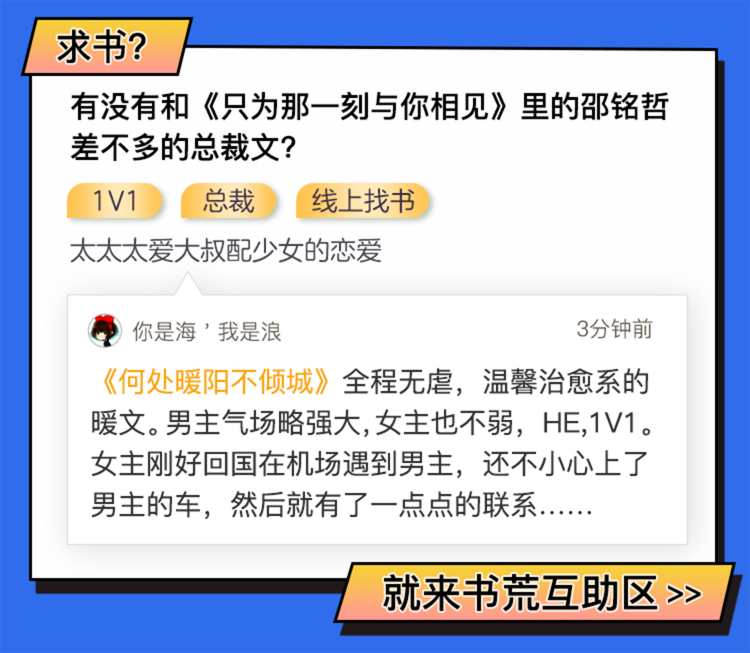 求书？
有没有和《只为那一刻与你相见》里的邵铭哲
差不多的总裁文？
1V1 总裁 线上找书
太太太爱大叔配少女的恋爱
你是海，我是浪 3分钟前
《何处暖阳不倾城》全程无虐，温馨治愈系的
暖文。男主气场略强大,女主也不弱，HE,1V1。
女主刚好回国在机场遇到男主，还不小心上了
男主的车，然后就有了一点点的联系……
就来书荒互助区 >>